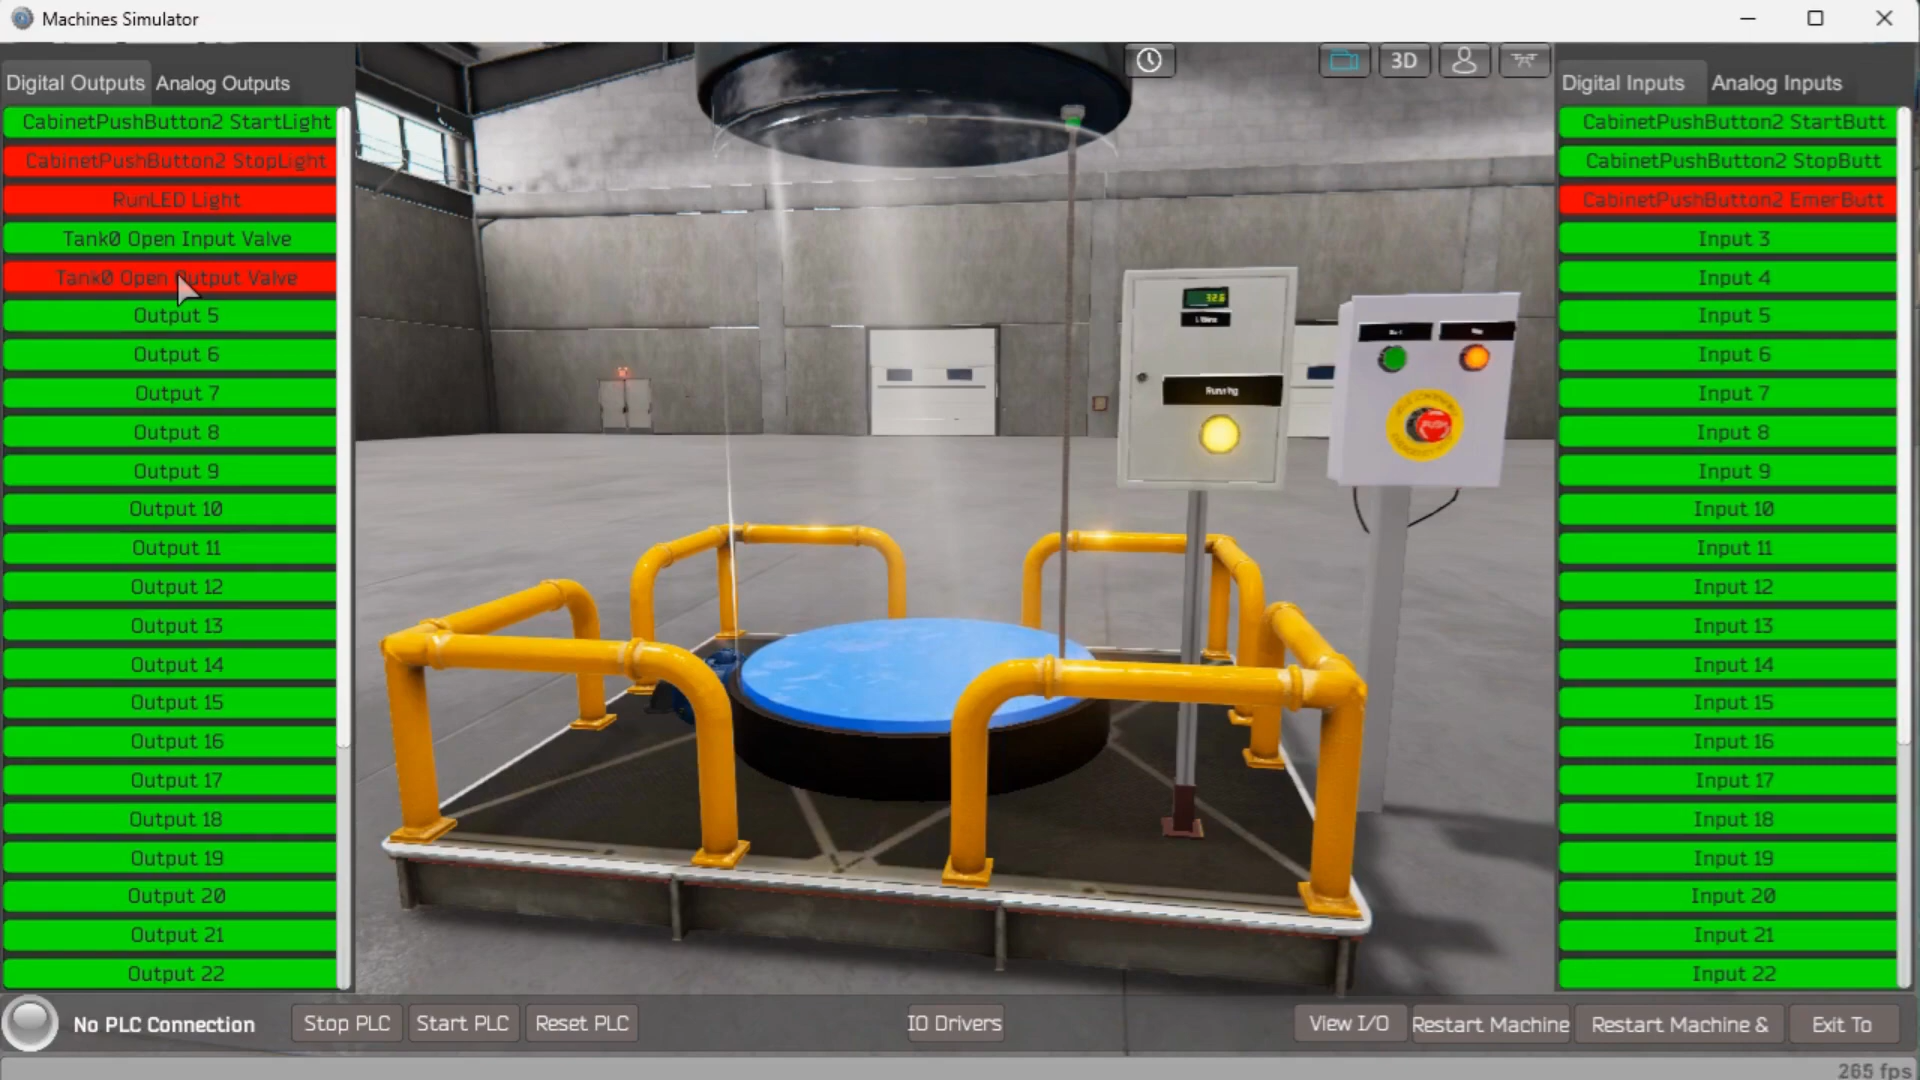 Machines Simulator
Digital Outputs
Analog Outputs
CabinetPushButton2 StartLight
CabinetPushButton2 StopLight
RunLED Light
Tank0 Open Input Valve
Tank0 Open Output Valve
Output 5
Output 6
Output 7
Output 8
Output 9
Output 10
Output 11
Output 12
Output 13
Output 14
Output 15
Output 16
Output 17
Output 18
Output 19
Output 20
Output 21
Output 22
3D
32.6
Running
PUSH
Digital Inputs
Analog Inputs
CabinetPushButton2 StartButt
CabinetPushButton2 StopButt
CabinetPushButton2 EmerButt
Input 3
Input 4
Input 5
Input 6
Input 7
Input 8
Input 9
Input 10
Input 11
Input 12
Input 13
Input 14
Input 15
Input 16
Input 17
Input 18
Input 19
Input 20
Input 21
Input 22
No PLC Connection
Stop PLC
Start PLC
Reset PLC
IO Drivers
View I/O
Restart Machine
Restart Machine &
Exit To
265 fps